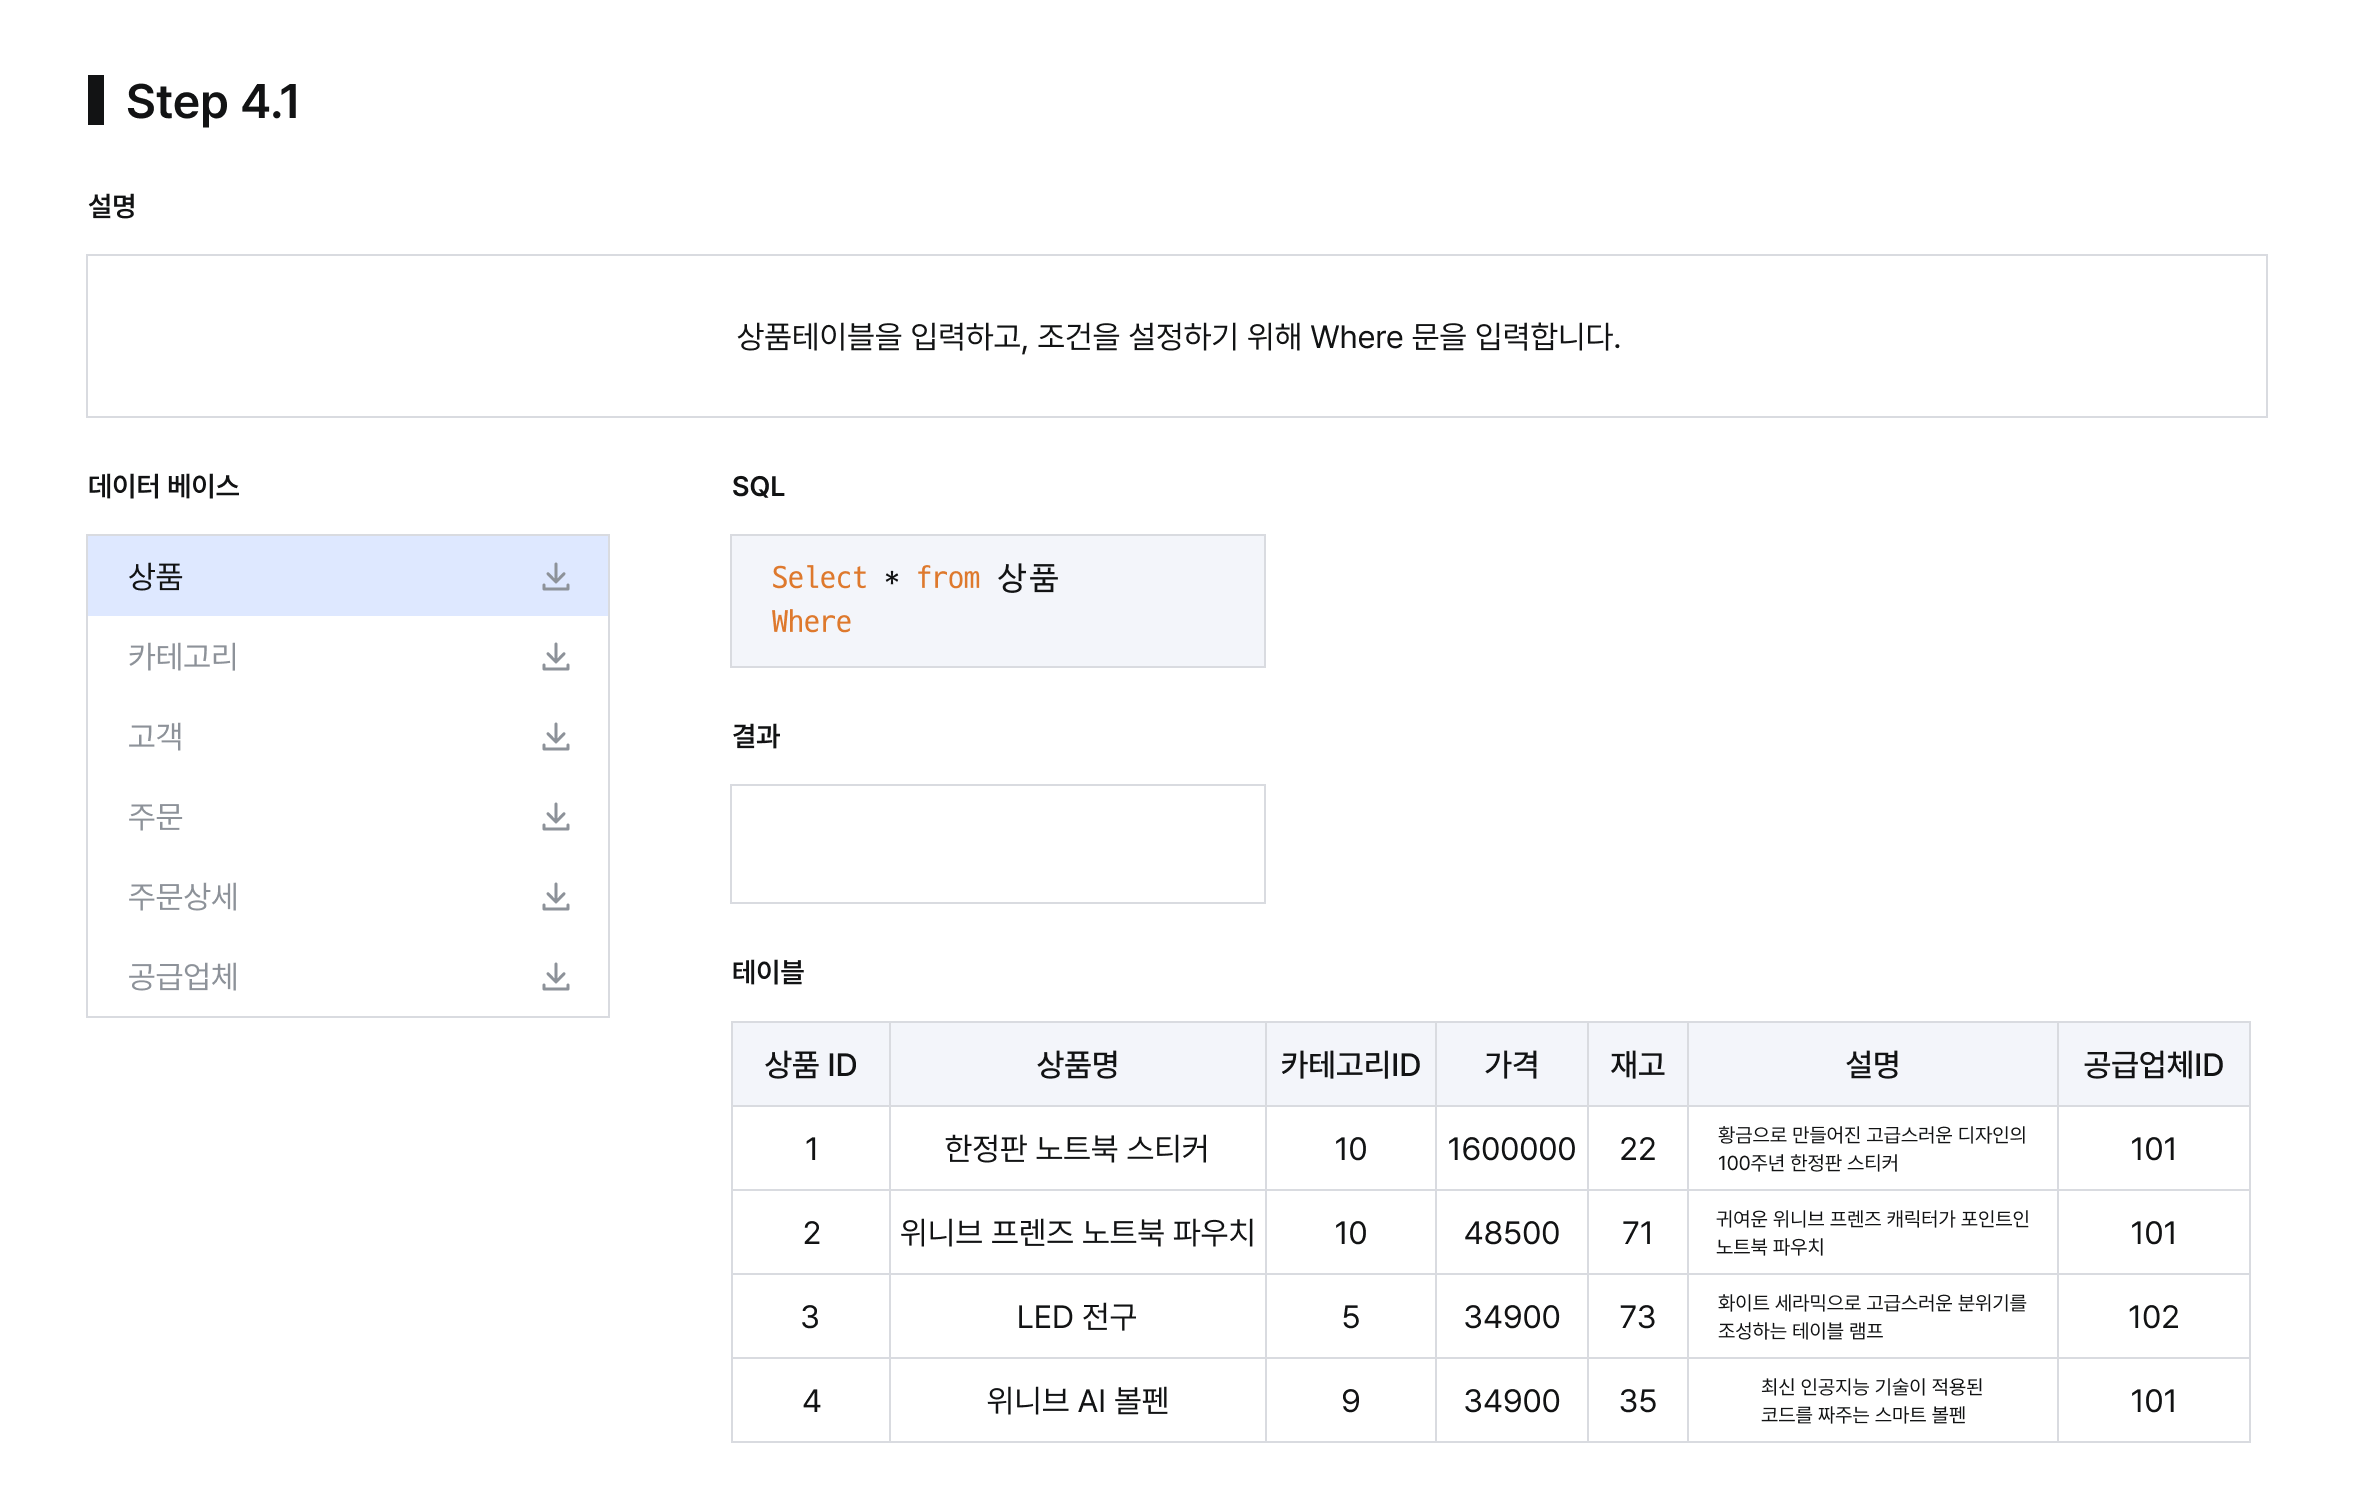 Step 4.1
설명
상품테이블을 입력하고, 조건을 설정하기 위해 Where 문을 입력합니다.
데이터 베이스
상품
카테고리
고객
주문
주문상세
공급업체
SQL
Select * from 상품
Where
결과
테이블
상품 ID 상품명 카테고리ID 가격 재고 설명 공급업체ID
1 한정판 노트북 스티커 10 1600000 22 황금으로 만들어진 고급스러운 디자인의
100주년 한정판 스티커 101
2 위니브 프렌즈 노트북 파우치 10 48500 71 귀여운 위니브 프렌즈 캐릭터가 포인트인
노트북 파우치 101
3 LED 전구 5 34900 73 화이트 세라믹으로 고급스러운 분위기를
조성하는 테이블 램프 102
4 위니브 AI 볼펜 9 34900 35 최신 인공지능 기술이 적용된
코드를 짜주는 스마트 볼펜 101